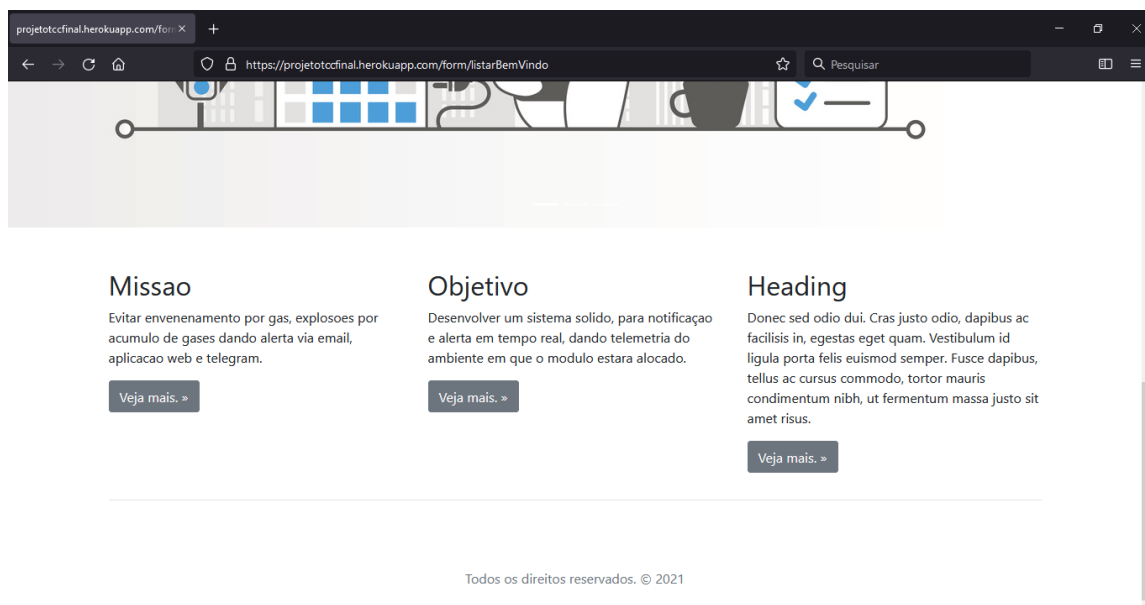 projetotccfinal.herokuapp.com/for
https://projetotccfinal.herokuapp.com/form/listarBemVindo
Pesquisar
Missao
Evitar envenenamento por gas, explosoes por
acumulo de gases dando alerta via email,
aplicacao web e telegram.
Veja mais. »
Objetivo
Desenvolver um sistema solido, para notificaçao
e alerta em tempo real, dando telemetria do
ambiente em que o modulo estara alocado.
Veja mais. »
Heading
Donec sed odio dui. Cras justo odio, dapibus ac
facilisis in, egestas eget quam. Vestibulum id
ligula porta felis euismod semper. Fusce dapibus,
tellus ac cursus commodo, tortor mauris
condimentum nibh, ut fermentum massa justo sit
amet risus.
Veja mais. »
Todos os direitos reservados. © 2021